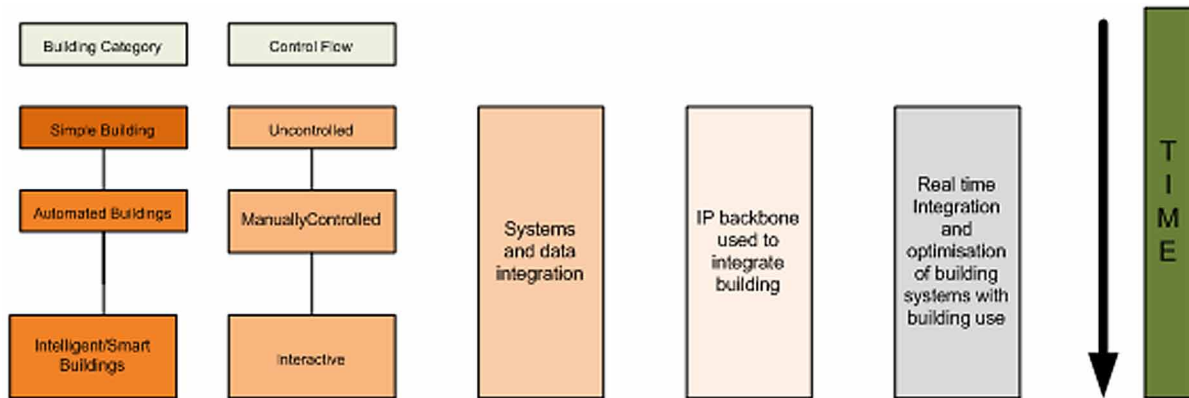 Building Category
Control Flow
Simple Building
Uncontrolled
Automated Buildings
ManuallyControlled
Intelligent/Smart
Buildings
Interactive
Systems
and data
integration
IP backbone
used to
integrate
building
Real time
Integration
and
optimisation
of building
systems with
building use
T
I
M
E